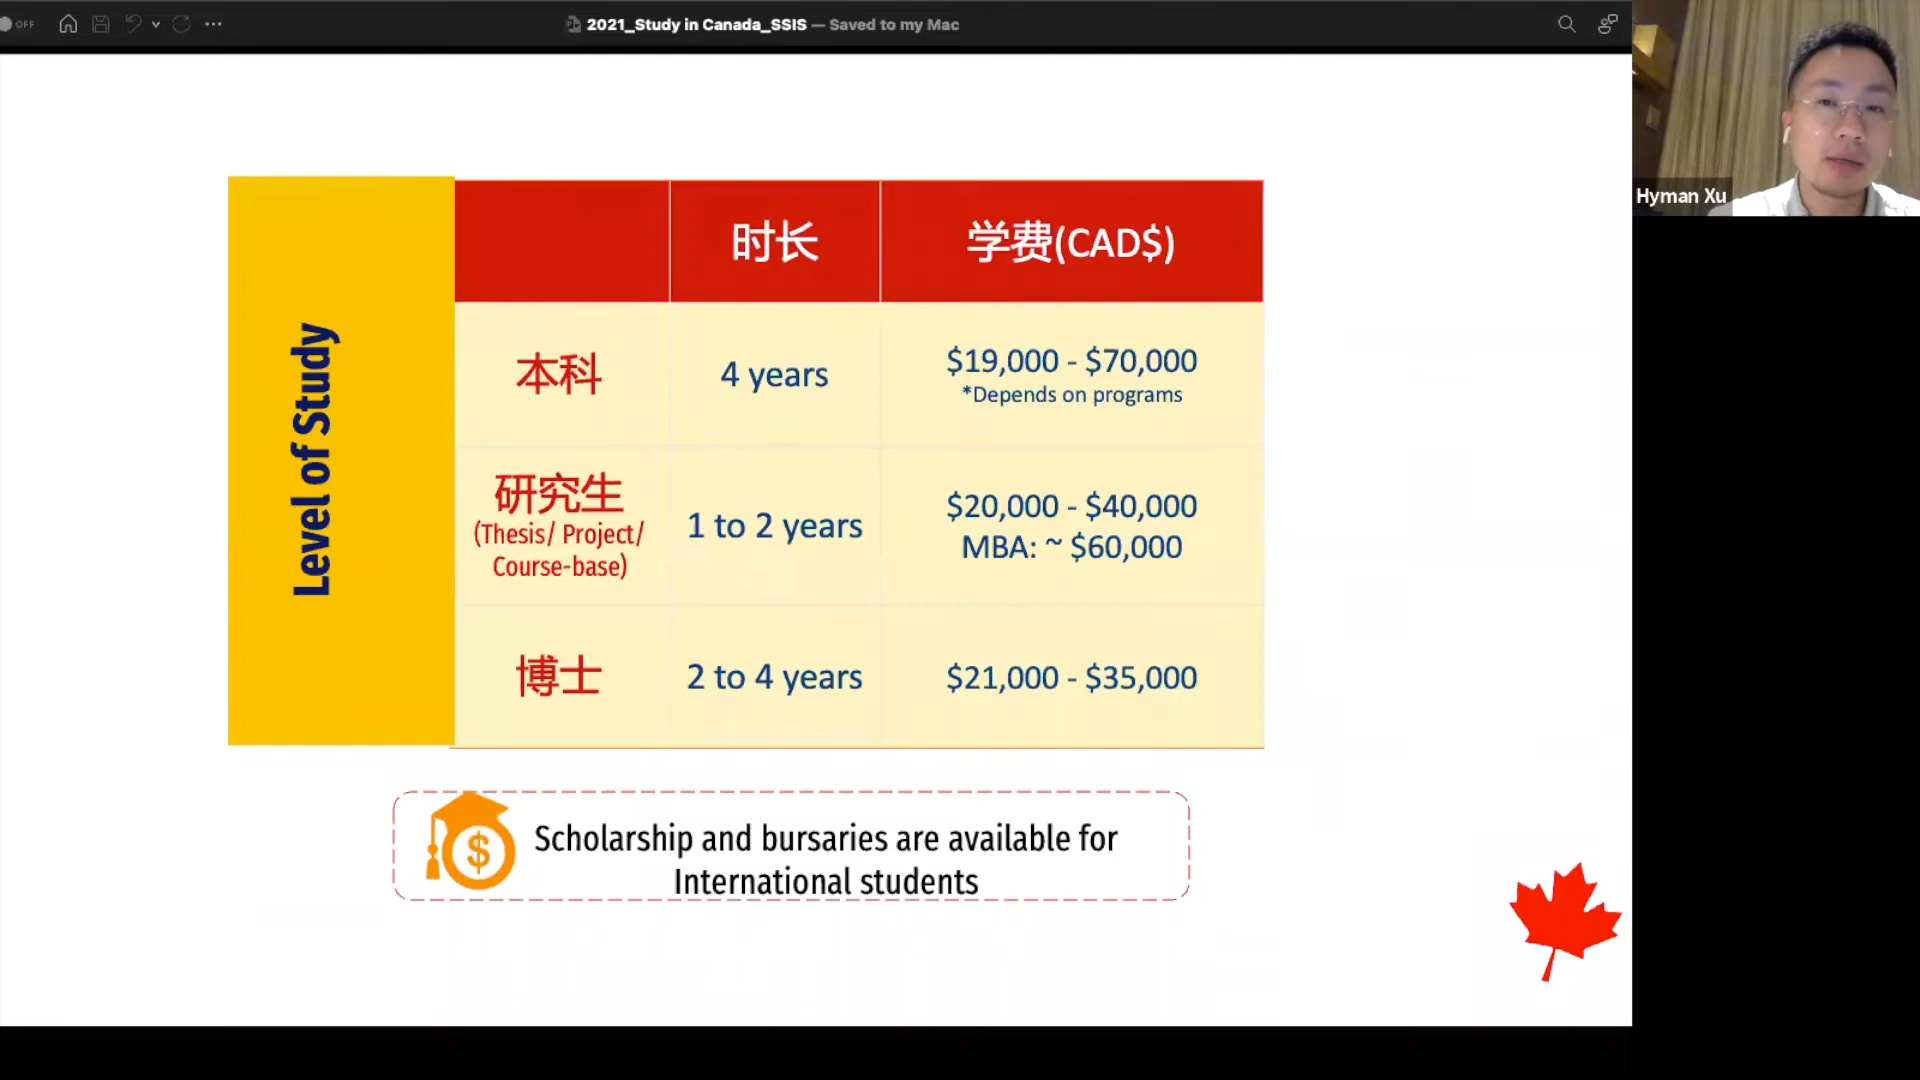 OFF
2021_Study in Canada_SSIS — Saved to my Mac
Hyman Xu
Level of Study
时长
学费(CAD$)
本科
4 years
$19,000 - $70,000
*Depends on programs
研究生
(Thesis/ Project/
Course-base)
1 to 2 years
$20,000 - $40,000
MBA: ~ $60,000
博士
2 to 4 years
$21,000 - $35,000
$
Scholarship and bursaries are available for
International students